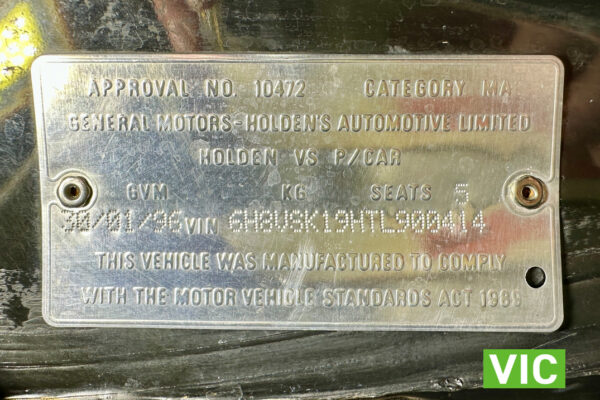 APPROVAL NO. 10472 CATEGORY MA
GENERAL MOTORS-HOLDEN'S AUTOMOTIVE LIMITED
HOLDEN VS P/CAR
GVM KG SEATS 5
30/01/96 VIN 6H8VSK19HTL900414
THIS VEHICLE WAS MANUFACTURED TO COMPLY
WITH THE MOTOR VEHICLE STANDARDS ACT 1989
VIC